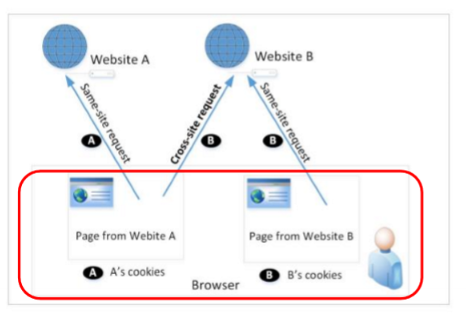 Website A
Website B
Same-site request
A
Cross-site request
B
Same-site request
B
Page from Webite A
Page from Website B
A A's cookies
B B's cookies
Browser